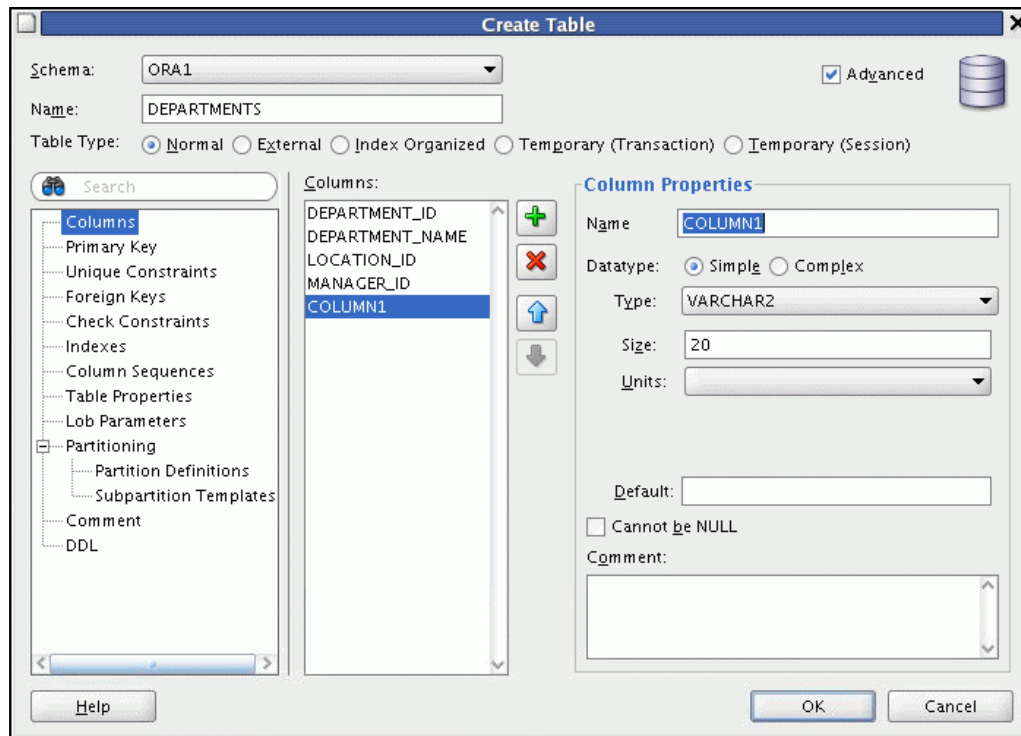 Create Table
Schema: ORA1
Advanced
Name: DEPARTMENTS
Table Type: Normal External Index Organized Temporary (Transaction) Temporary (Session)
Search
Columns
Primary Key
Unique Constraints
Foreign Keys
Check Constraints
Indexes
Column Sequences
Table Properties
Lob Parameters
Partitioning
Partition Definitions
Subpartition Templates
Comment
DDL
Columns:
DEPARTMENT_ID
DEPARTMENT_NAME
LOCATION_ID
MANAGER_ID
COLUMN1
Column Properties
Name COLUMN1
Datatype: Simple Complex
Type: VARCHAR2
Size: 20
Units:
Default:
Cannot be NULL
Comment:
Help
OK
Cancel